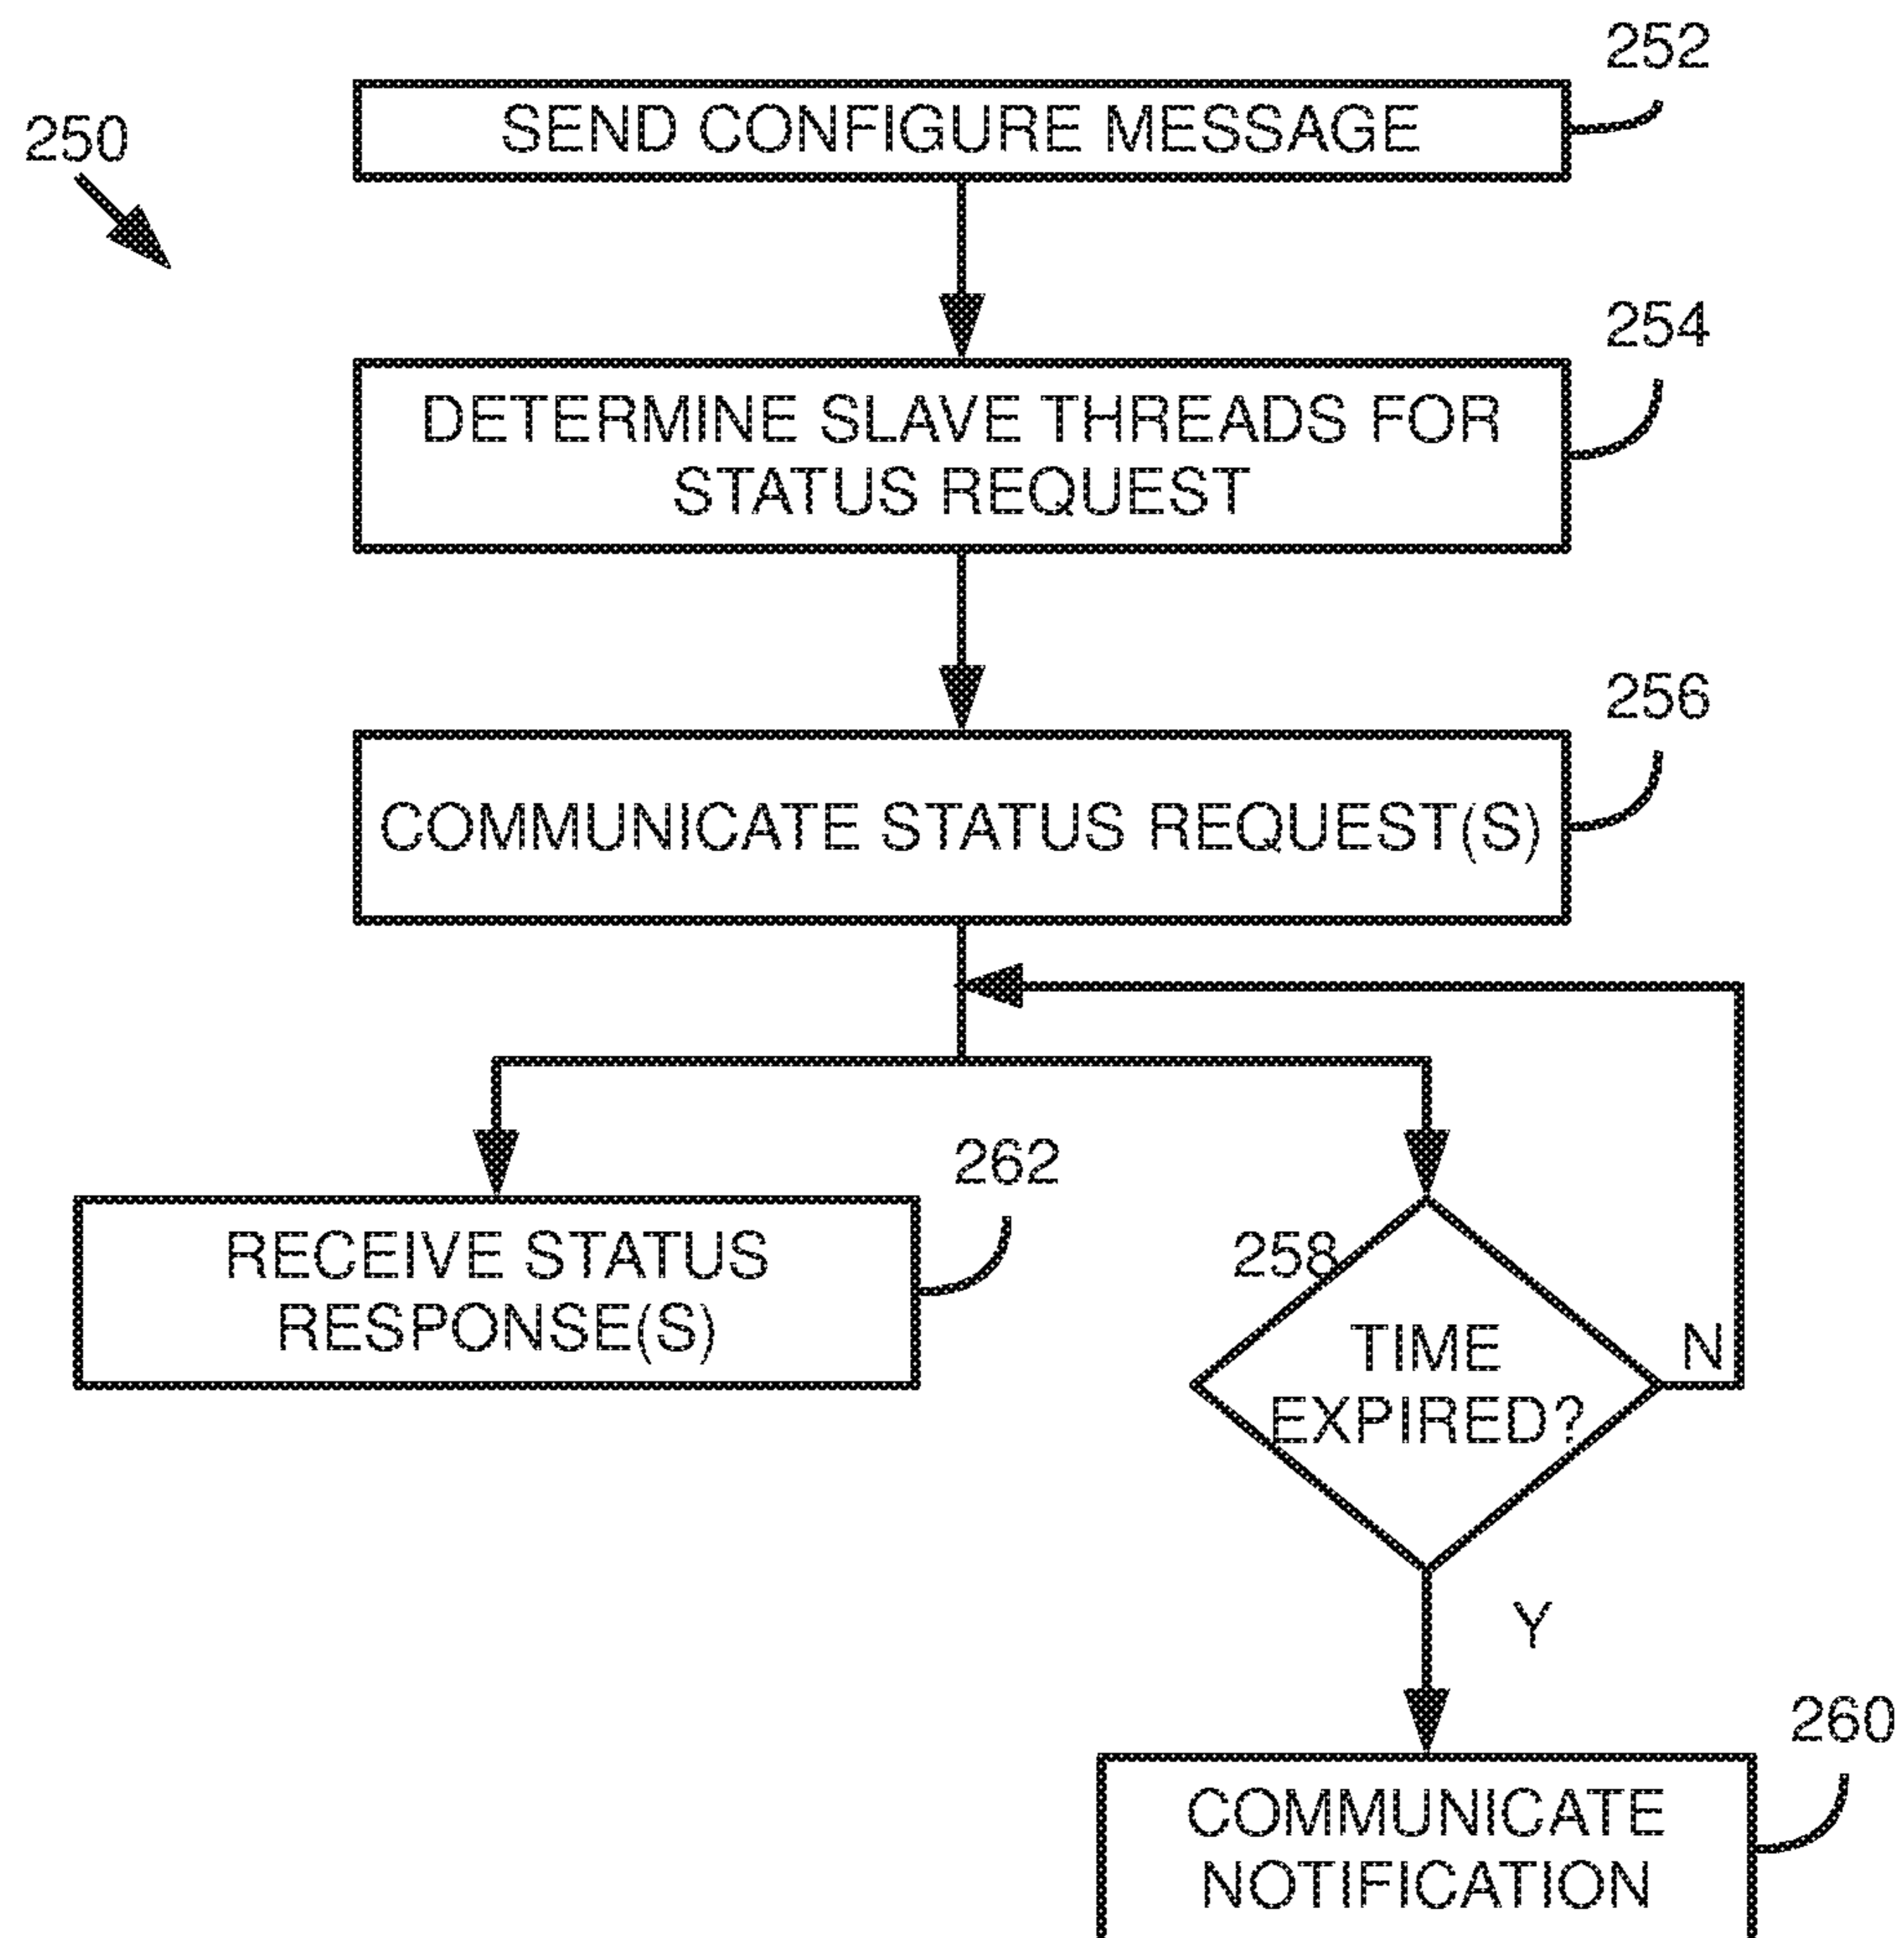 252
SEND CONFIGURE MESSAGE
250
254
DETERMINE SLAVE THREADS FOR
STATUS REQUEST
256
COMMUNICATE STATUS REQUEST(S)
262
RECEIVE STATUS
RESPONSE(S)
258
TIME
EXPIRED?
N
Y
260
COMMUNICATE
NOTIFICATION